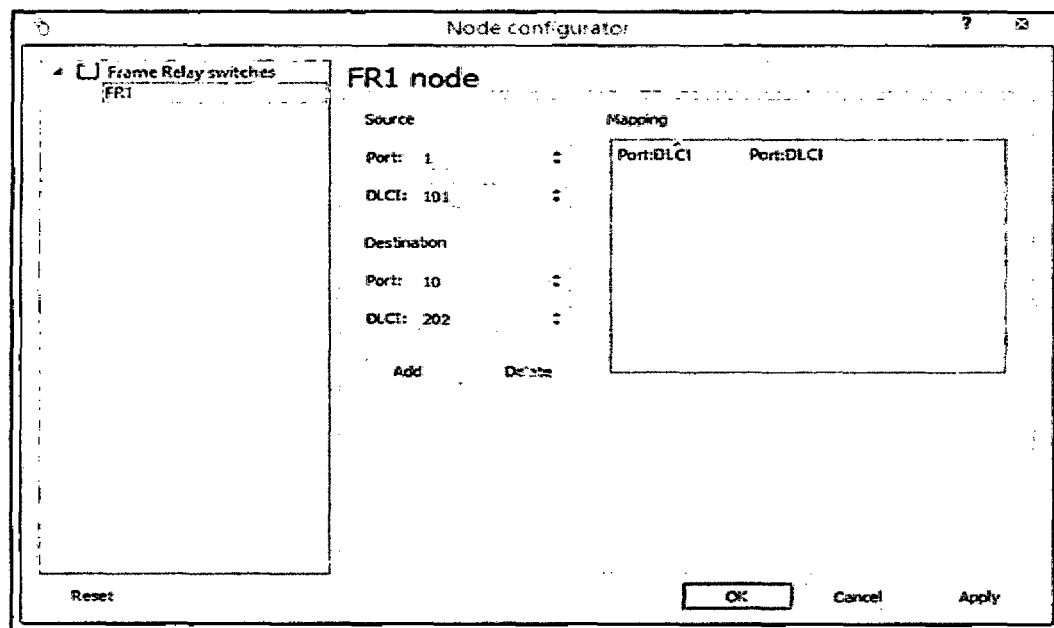 Node configurator ?
Frame Relay switches
FR1
FR1 node
Source
Port: 1
DLCI: 101
Destination
Port: 10
DLCI: 202
Add Delete
Mapping
Port:DLCI Port:DLCI
Reset OK Cancel Apply